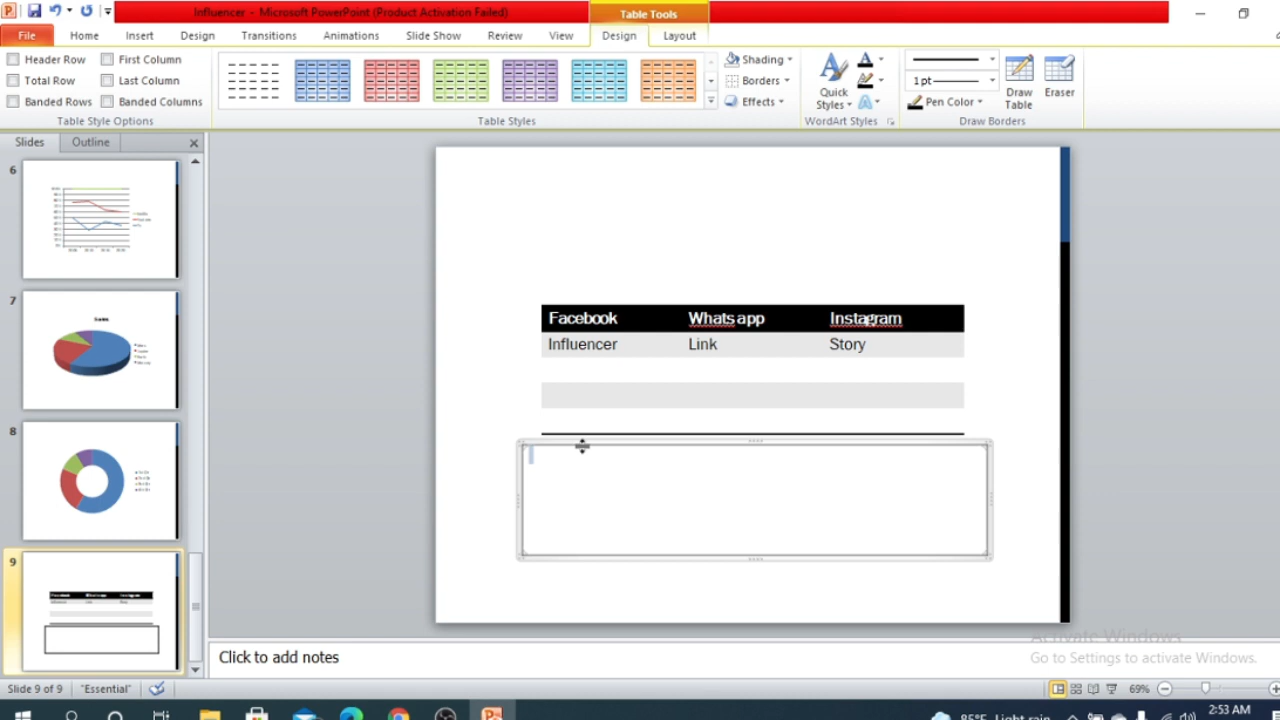 Influencer - Microsoft PowerPoint (Product Activation Failed)
Table Tools
File Home Insert Design Transitions Animations Slide Show Review View Design Layout
Header Row First Column
Total Row Last Column
Banded Rows Banded Columns
Table Style Options
Table Styles
Shading
Borders
Effects
Quick Styles
WordArt Styles
1 pt
Pen Color
Draw Table
Eraser
Draw Borders
Slides Outline
6
7
8
9
Facebook Whats app Instagram
Influencer Link Story
Click to add notes
Activate Windows
Go to Settings to activate Windows.
Slide 9 of 9 "Essential" 69%
85°F Light rain 2:53 AM